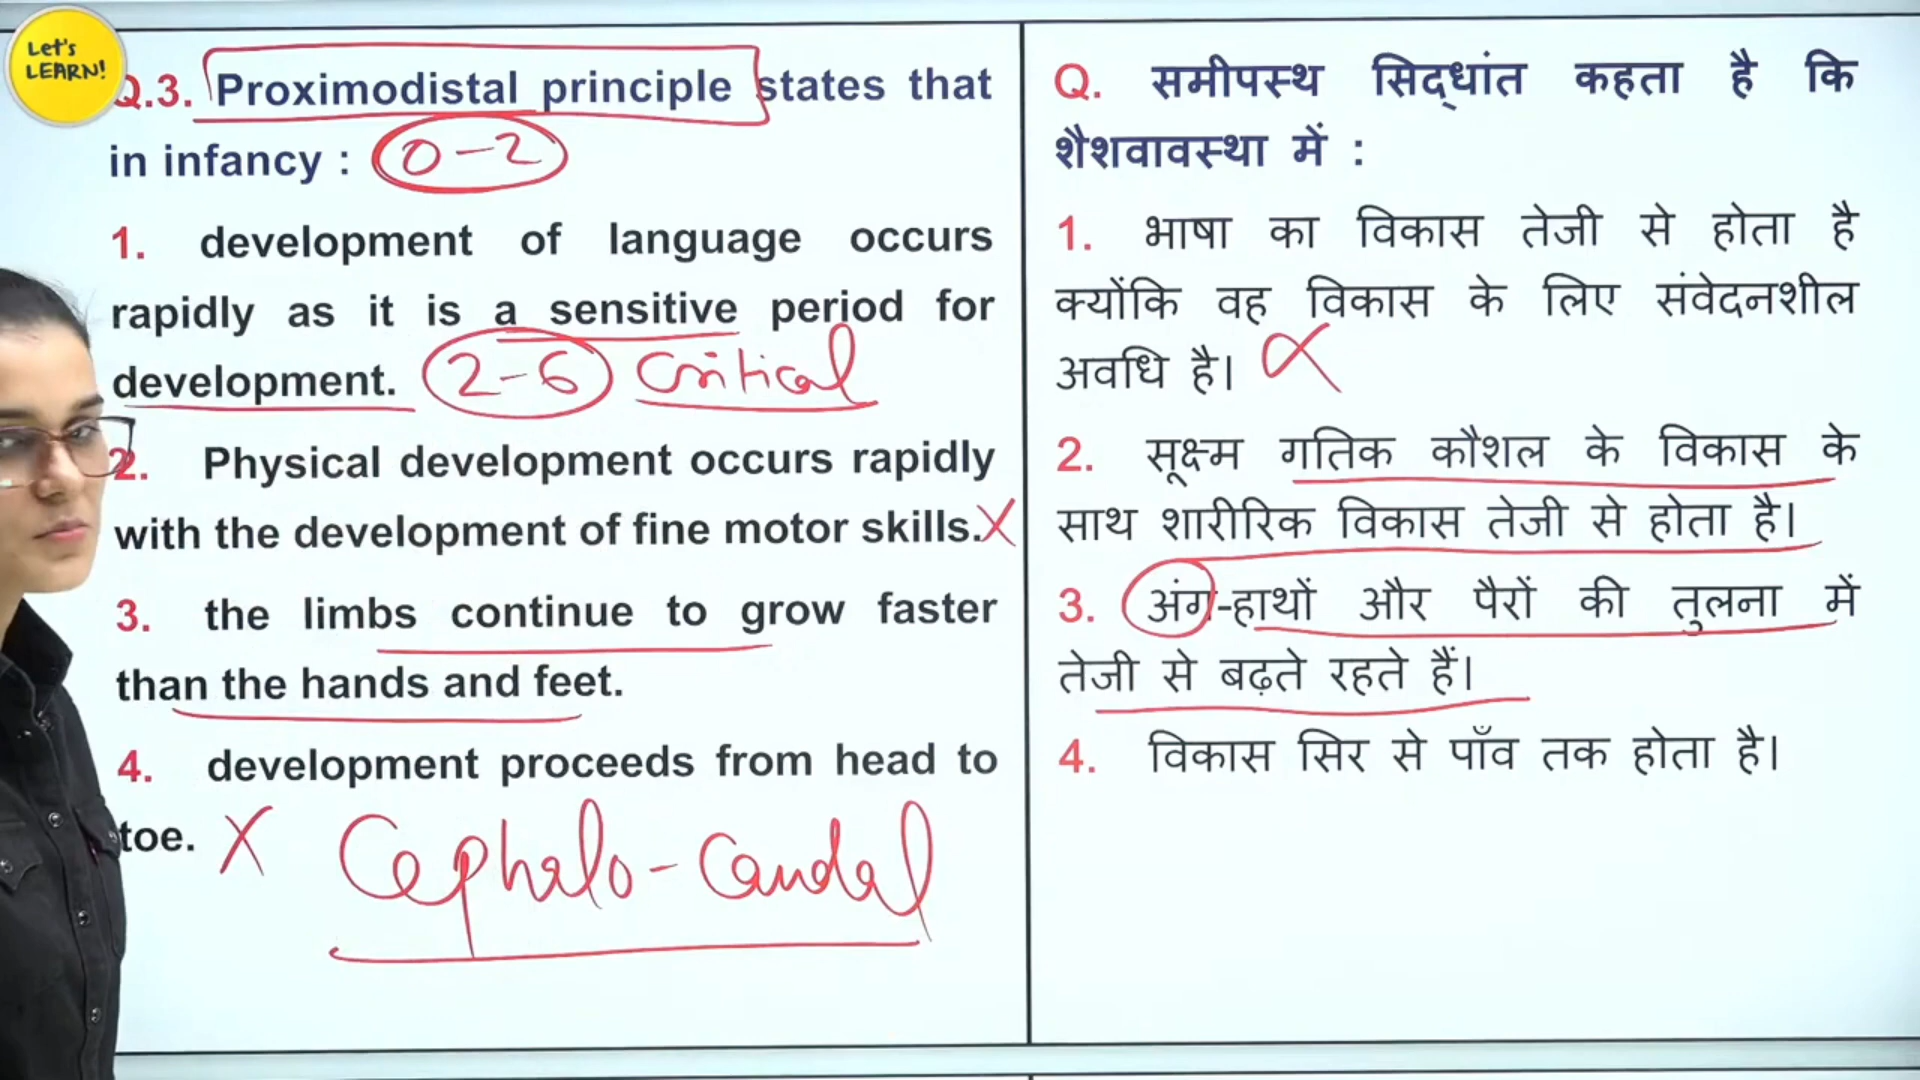 Let's
LEARN!
Q.3. Proximodistal principle states that
in infancy : 0-2
1. development of language occurs
rapidly as it is a sensitive period for
development. 2-6 Critical
2. Physical development occurs rapidly
with the development of fine motor skills. X
3. the limbs continue to grow faster
than the hands and feet.
4. development proceeds from head to
toe. X Cephalo-Caudal
Q. समीपस्थ सिद्धांत कहता है कि
शैशवावस्था में :
1. भाषा का विकास तेजी से होता है
क्योंकि वह विकास के लिए संवेदनशील
अवधि है।
2. सूक्ष्म गतिक कौशल के विकास के
साथ शारीरिक विकास तेजी से होता है।
3. अंग-हाथों और पैरों की तुलना में
तेजी से बढ़ते रहते हैं।
4. विकास सिर से पाँव तक होता है।